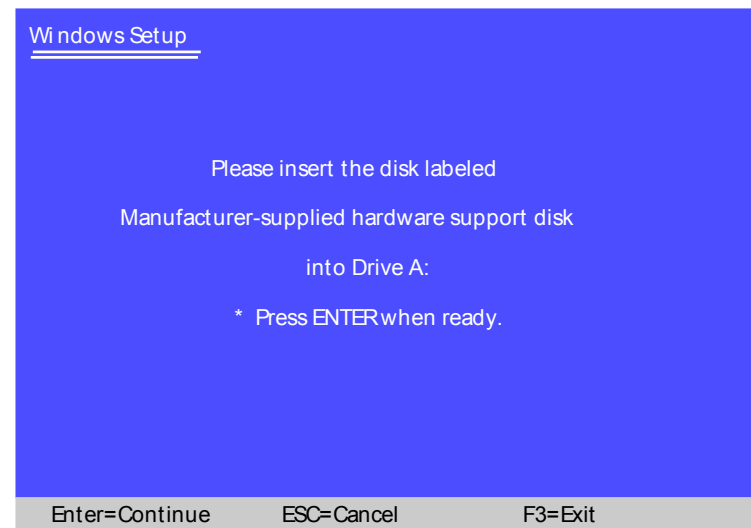 Windows Setup
Please insert the disk labeled
Manufacturer-supplied hardware support disk
into Drive A:
* Press ENTER when ready.
Enter=Continue ESC=Cancel F3=Exit